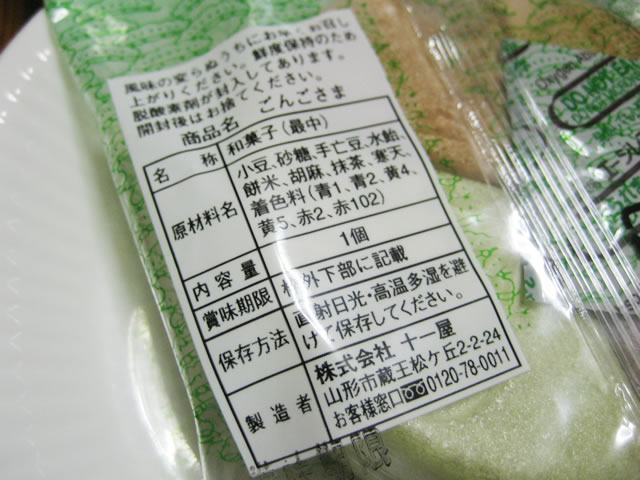 風味の変らぬうちにお早くお召し
上がりください。鮮度保持のため
脱酸素剤が封入してあります。
開封後はお捨てください。
商品名 ごんごさま
名 称 和菓子(最中)
原材料名 小豆、砂糖、手亡豆、水飴、
餅米、胡麻、抹茶、寒天、
着色料(青1、青2、黄4、
黄5、赤2、赤102)
内容量 1個
賞味期限 枠外下部に記載
保存方法 直射日光・高温多湿を避
けて保存してください。
製造者 株式会社 十一屋
山形市蔵王松ケ丘2-2-24
お客様窓口 0120-78-0011
DO NOT E